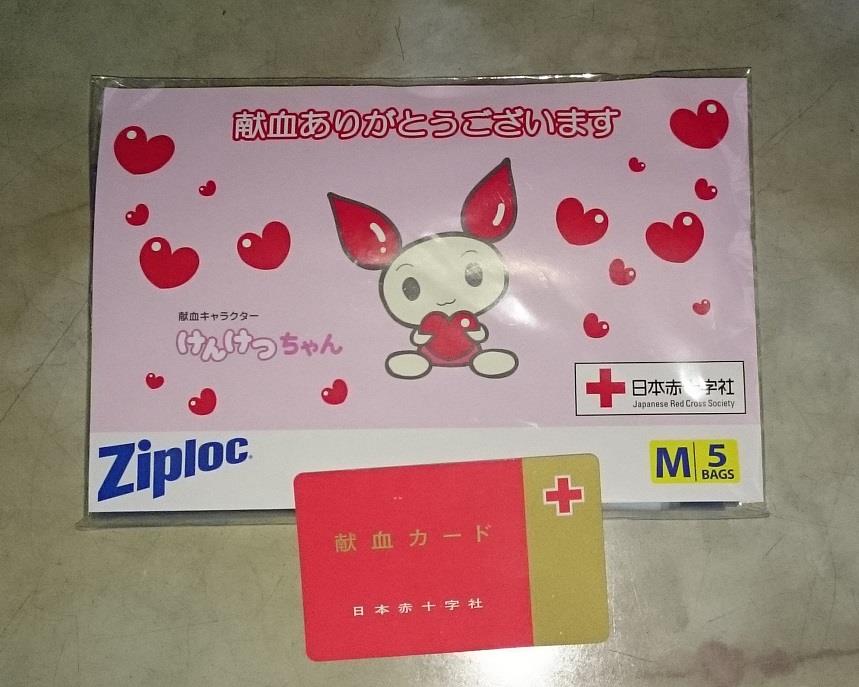 献血ありがとうございます
献血キャラクター
けんけつちゃん
日本赤十字社
Japanese Red Cross Society
Ziploc®
M 5
BAGS
献血カード
日本赤十字社